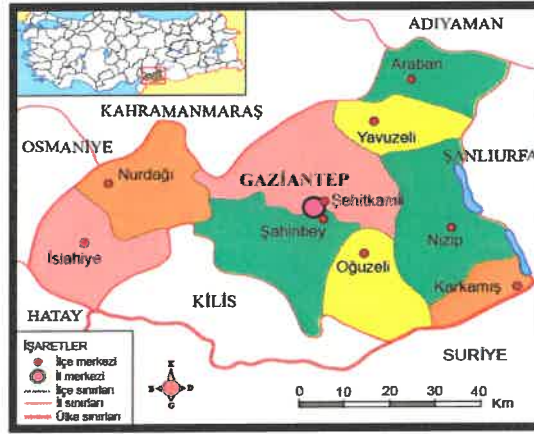 ADIYAMAN
Araban
KAHRAMANMARAŞ
Yavuzeli
OSMANİYE
ŞANLIURFA
Nurdağı
GAZİANTEP
Şehitkamil
Şahinbey
Nizip
İslahiye
Oğuzeli
Karkamış
KİLİS
HATAY
SURİYE
İŞARETLER
İlçe merkezi
İl merkezi
İlçe sınırları
İl sınırları
Ülke sınırları
K
B D
G
0 10 20 30 40
Km